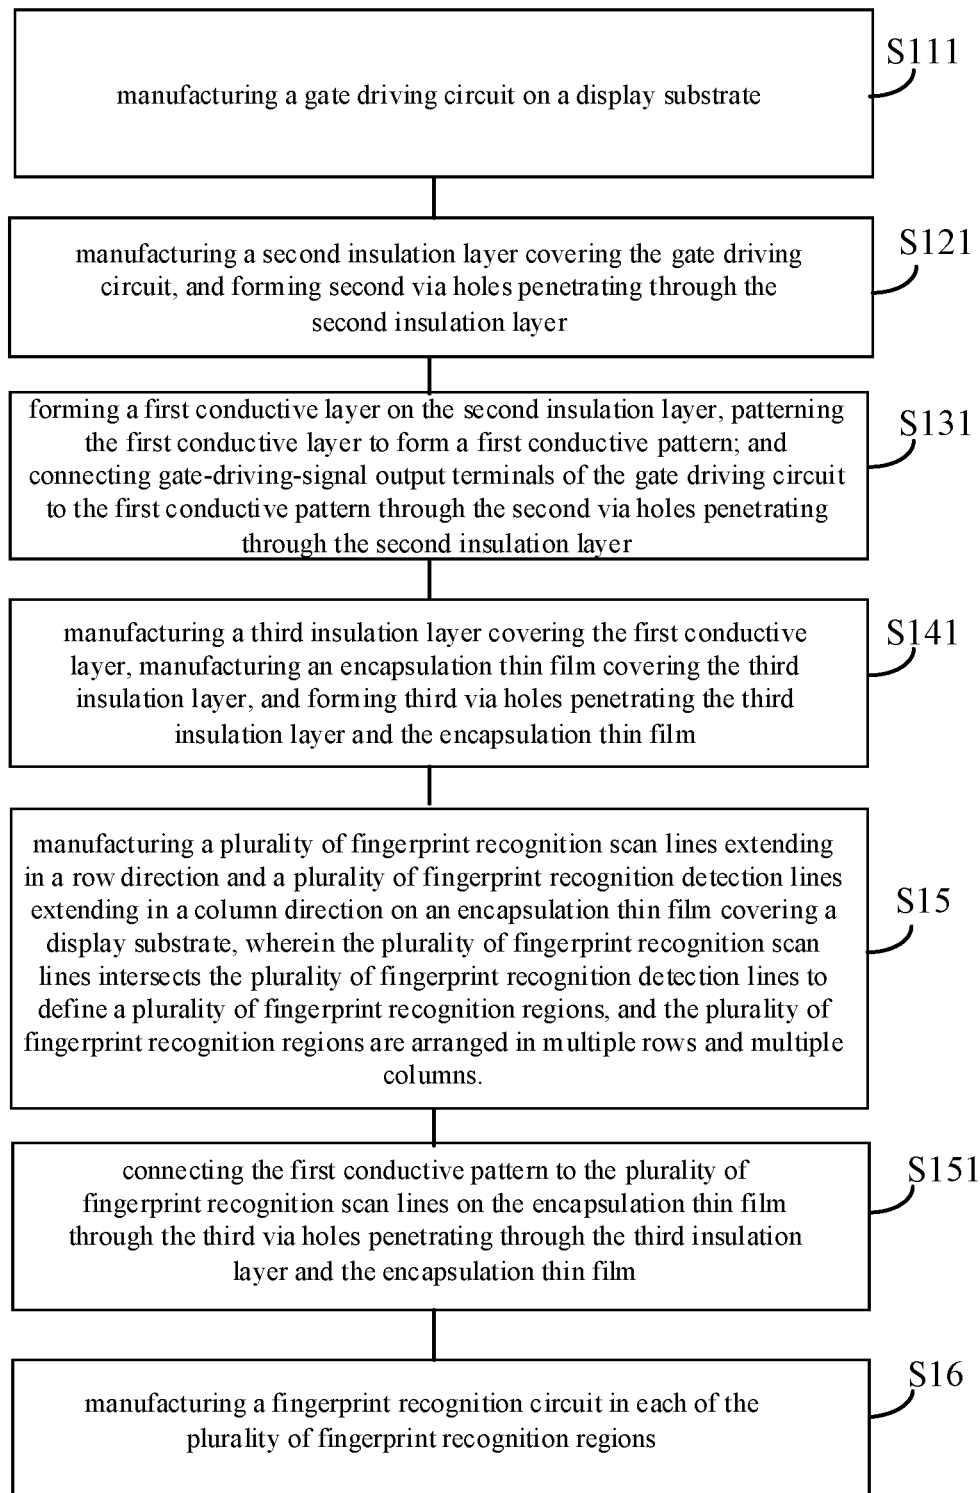 S111
manufacturing a gate driving circuit on a display substrate
S121
manufacturing a second insulation layer covering the gate driving
circuit, and forming second via holes penetrating through the
second insulation layer
S131
forming a first conductive layer on the second insulation layer, patterning
the first conductive layer to form a first conductive pattern; and
connecting gate-driving-signal output terminals of the gate driving circuit
to the first conductive pattern through the second via holes penetrating
through the second insulation layer
S141
manufacturing a third insulation layer covering the first conductive
layer, manufacturing an encapsulation thin film covering the third
insulation layer, and forming third via holes penetrating the third
insulation layer and the encapsulation thin film
S15
manufacturing a plurality of fingerprint recognition scan lines extending
in a row direction and a plurality of fingerprint recognition detection lines
extending in a column direction on an encapsulation thin film covering a
display substrate, wherein the plurality of fingerprint recognition scan
lines intersects the plurality of fingerprint recognition detection lines to
define a plurality of fingerprint recognition regions, and the plurality of
fingerprint recognition regions are arranged in multiple rows and multiple
columns.
S151
connecting the first conductive pattern to the plurality of
fingerprint recognition scan lines on the encapsulation thin film
through the third via holes penetrating through the third insulation
layer and the encapsulation thin film
S16
manufacturing a fingerprint recognition circuit in each of the
plurality of fingerprint recognition regions